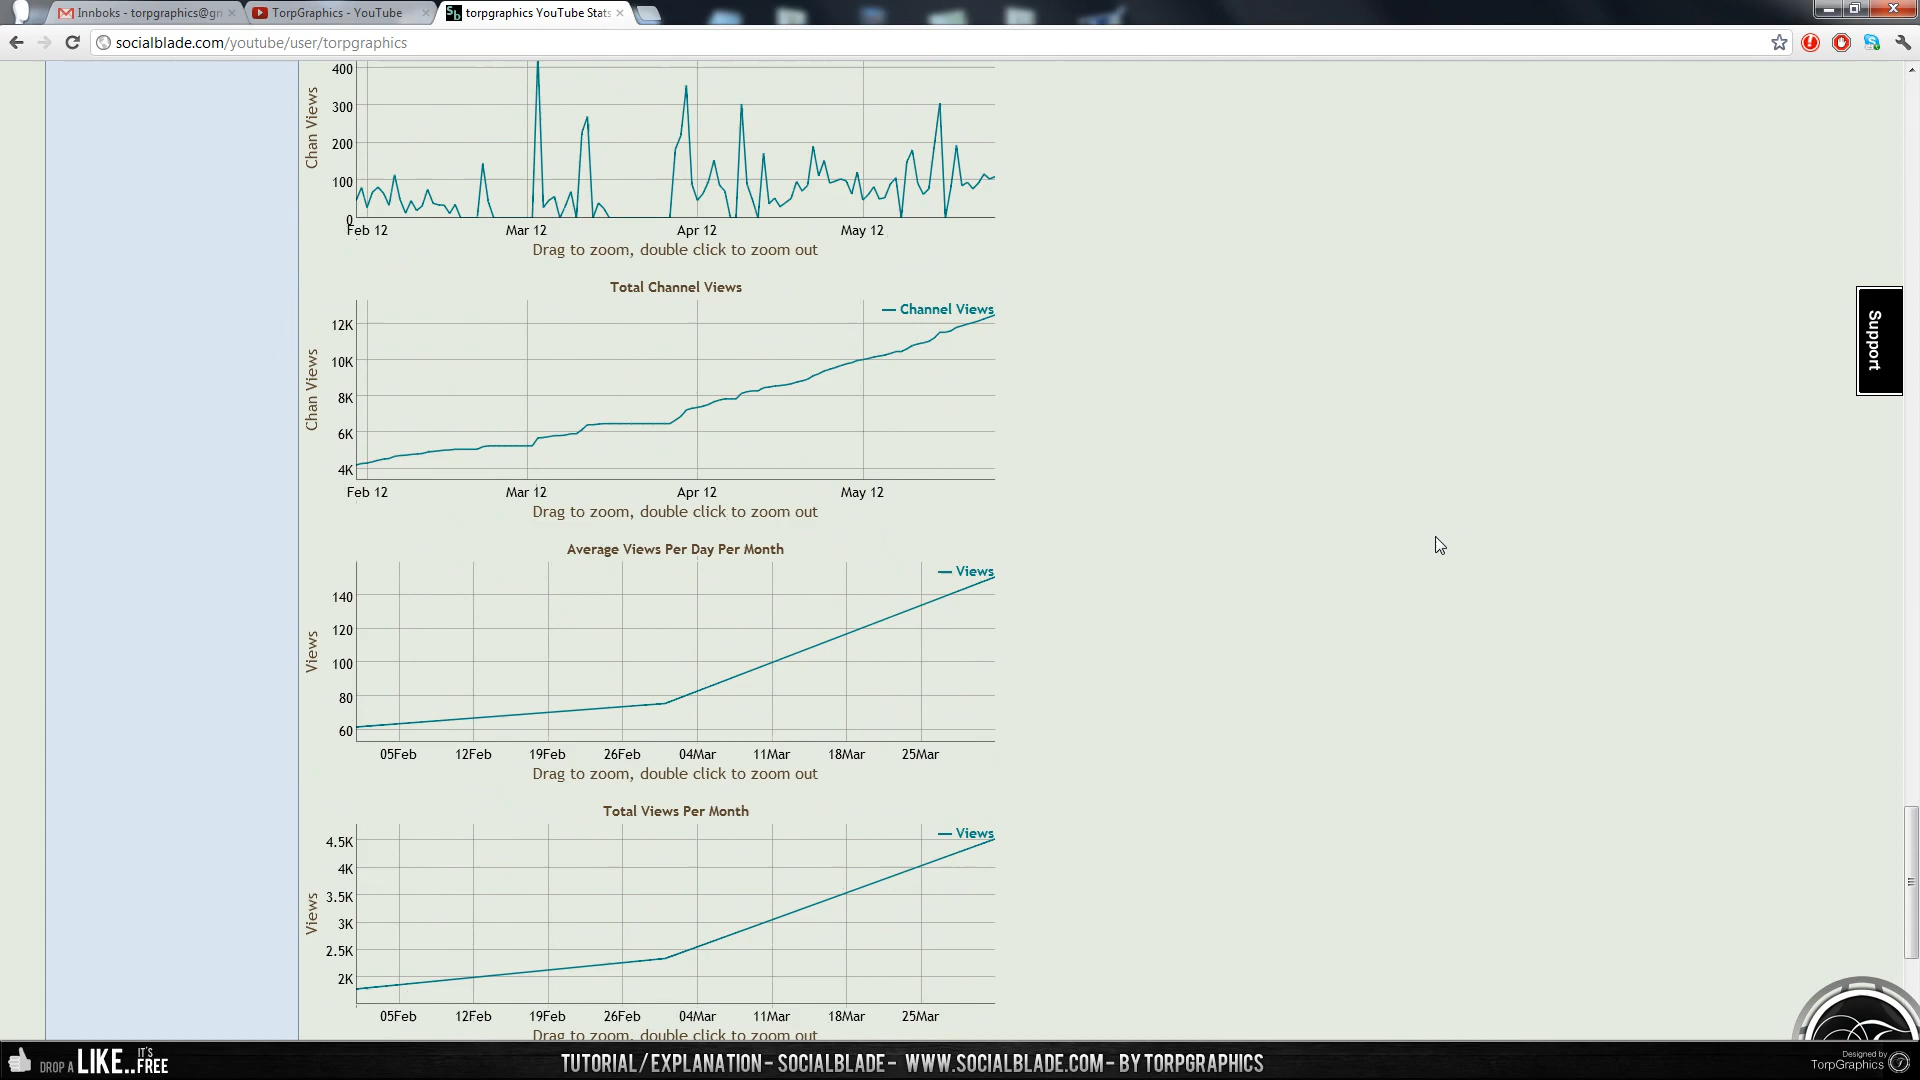 Innboks - torpgraphics@gn
TorpGraphics - YouTube
Sb torpgraphics YouTube Stats
socialblade.com/youtube/user/torpgraphics
400
300
200
100
0
Chan Views
Feb 12 Mar 12 Apr 12 May 12
Drag to zoom, double click to zoom out
Total Channel Views
Channel Views
12K
10K
8K
6K
4K
Chan Views
Feb 12 Mar 12 Apr 12 May 12
Drag to zoom, double click to zoom out
Average Views Per Day Per Month
Views
140
120
100
80
60
Views
05Feb 12Feb 19Feb 26Feb 04Mar 11Mar 18Mar 25Mar
Drag to zoom, double click to zoom out
Total Views Per Month
Views
4.5K
4K
3.5K
3K
2.5K
2K
Views
05Feb 12Feb 19Feb 26Feb 04Mar 11Mar 18Mar 25Mar
Drag to zoom, double click to zoom out
Support
DROP A LIKE..IT'S FREE
TUTORIAL/EXPLANATION - SOCIALBLADE - WWW.SOCIALBLADE.COM - BY TORPGRAPHICS
Designed by
TorpGraphics